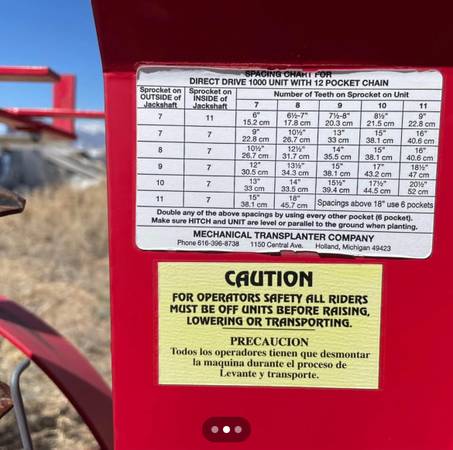 SPACING CHART FOR
DIRECT DRIVE 1000 UNIT WITH 12 POCKET CHAIN
Sprocket on OUTSIDE of Jackshaft | Sprocket on INSIDE of Jackshaft | Number of Teeth on Sprocket on Unit
7 | 8 | 9 | 10 | 11
7 | 11 | 6" 15.2 cm | 6½-7" 17.8 cm | 7½-8" 20.3 cm | 8½" 21.5 cm | 9" 22.8 cm
7 | 7 | 9" 22.8 cm | 10½" 26.7 cm | 13" 33 cm | 15" 38.1 cm | 16" 40.6 cm
8 | 7 | 10½" 26.7 cm | 12½" 31.7 cm | 14" 35.5 cm | 15" 38.1 cm | 16" 40.6 cm
9 | 7 | 12" 30.5 cm | 13½" 34.3 cm | 15" 38.1 cm | 17" 43.2 cm | 18½" 47 cm
10 | 7 | 13" 33 cm | 14" 33.5 cm | 15½" 39.4 cm | 17½" 44.5 cm | 20½" 52 cm
11 | 7 | 15" 38.1 cm | 18" 45.7 cm | Spacings above 18" use 6 pockets
Double any of the above spacings by using every other pocket (6 pocket).
Make sure HITCH and UNIT are level or parallel to the ground when planting.
MECHANICAL TRANSPLANTER COMPANY
Phone 616-396-8738 1150 Central Ave. Holland, Michigan 49423
CAUTION
FOR OPERATORS SAFETY ALL RIDERS
MUST BE OFF UNITS BEFORE RAISING,
LOWERING OR TRANSPORTING.
PRECAUCION
Todos los operadores tienen que desmontar
la maquina durante el proceso de
Levante y transporte.